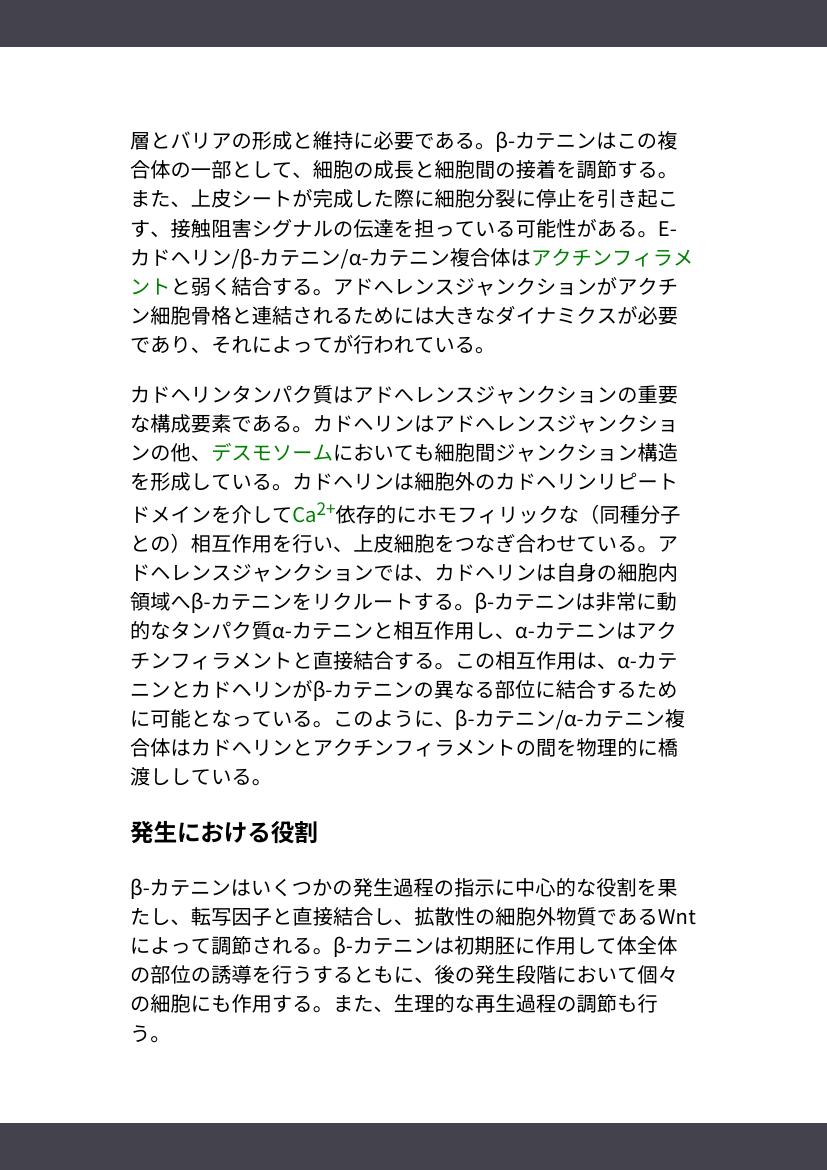 層とバリアの形成と維持に必要である。β-カテニンはこの複
合体の一部として、細胞の成長と細胞間の接着を調節する。
また、上皮シートが完成した際に細胞分裂に停止を引き起こ
す、接触阻害シグナルの伝達を担っている可能性がある。E-
カドヘリン/β-カテニン/α-カテニン複合体はアクチンフィラメ
ントと弱く結合する。アドヘレンスジャンクションがアクチ
ン細胞骨格と連結されるためには大きなダイナミクスが必要
であり、それによってが行われている。
カドヘリンタンパク質はアドヘレンスジャンクションの重要
な構成要素である。カドヘリンはアドヘレンスジャンクショ
ンの他、デスモソームにおいても細胞間ジャンクション構造
を形成している。カドヘリンは細胞外のカドヘリンリピート
ドメインを介してCa2+依存的にホモフィリックな（同種分子
との）相互作用を行い、上皮細胞をつなぎ合わせている。ア
ドヘレンスジャンクションでは、カドヘリンは自身の細胞内
領域へβ-カテニンをリクルートする。β-カテニンは非常に動
的なタンパク質α-カテニンと相互作用し、α-カテニンはアク
チンフィラメントと直接結合する。この相互作用は、α-カテ
ニンとカドヘリンがβ-カテニンの異なる部位に結合するため
に可能となっている。このように、β-カテニン/α-カテニン複
合体はカドヘリンとアクチンフィラメントの間を物理的に橋
渡ししている。
発生における役割
β-カテニンはいくつかの発生過程の指示に中心的な役割を果
たし、転写因子と直接結合し、拡散性の細胞外物質であるWnt
によって調節される。β-カテニンは初期胚に作用して体全体
の部位の誘導を行うするともに、後の発生段階において個々
の細胞にも作用する。また、生理的な再生過程の調節も行
う。